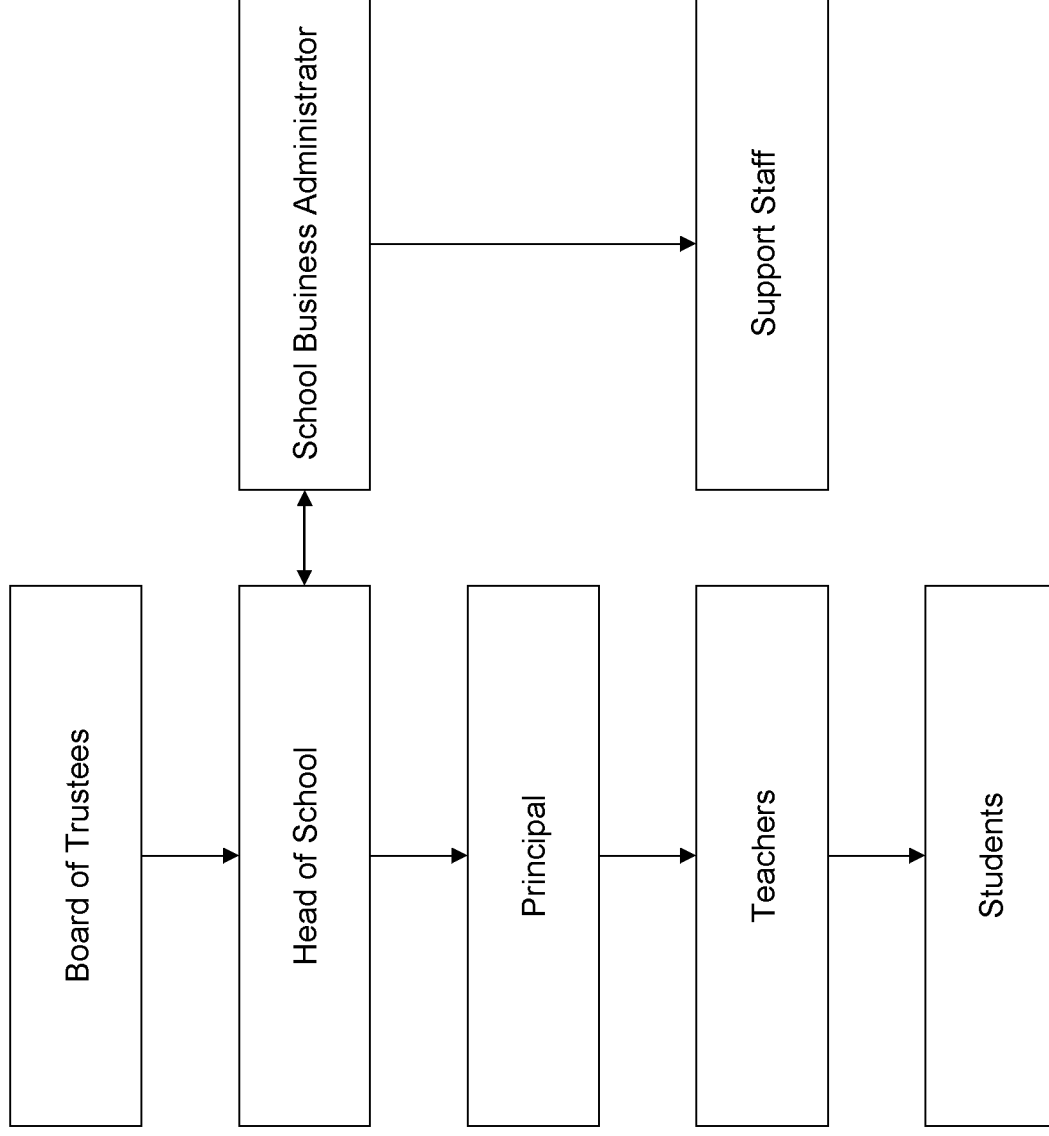 Board of Trustees
Head of School
School Business Administrator
Principal
Teachers
Support Staff
Students